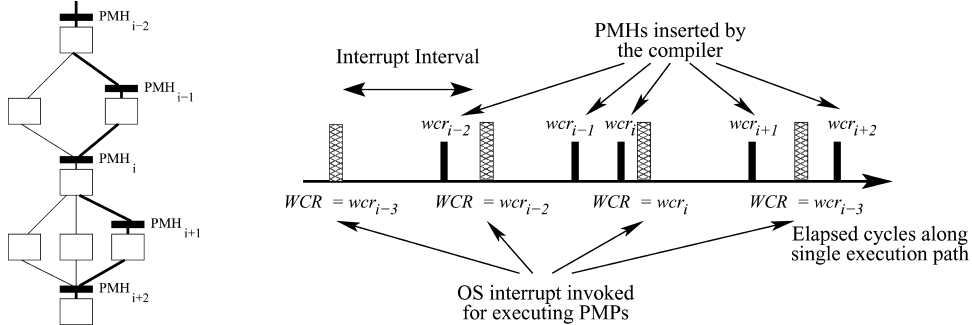 PMH i−2
PMH i−1
PMH i
PMH i+1
PMH i+2
PMHs inserted by
the compiler
Interrupt Interval
wcr i−2
wcr i−1
wcr i
wcr i+1
wcr i+2
WCR = wcr i−3
WCR = wcr i−2
WCR = wcr i
WCR = wcr i−3
Elapsed cycles along
single execution path
OS interrupt invoked
for executing PMPs